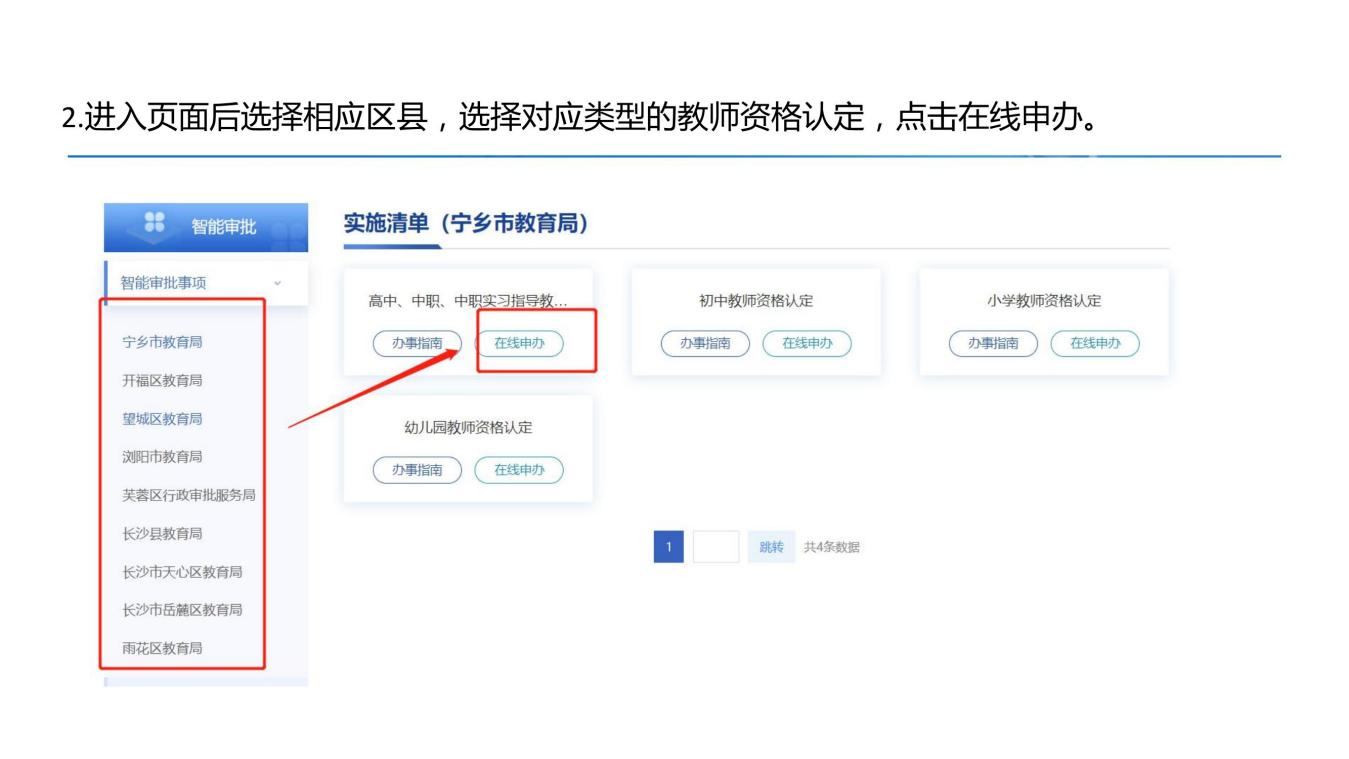 2.进入页面后选择相应区县，选择对应类型的教师资格认定，点击在线申办。
智能审批
智能审批事项
宁乡市教育局
开福区教育局
望城区教育局
浏阳市教育局
芙蓉区行政审批服务局
长沙县教育局
长沙市天心区教育局
长沙市岳麓区教育局
雨花区教育局
实施清单（宁乡市教育局）
高中、中职、中职实习指导教...
办事指南 在线申办
初中教师资格认定
办事指南 在线申办
小学教师资格认定
办事指南 在线申办
幼儿园教师资格认定
办事指南 在线申办
1 跳转 共4条数据